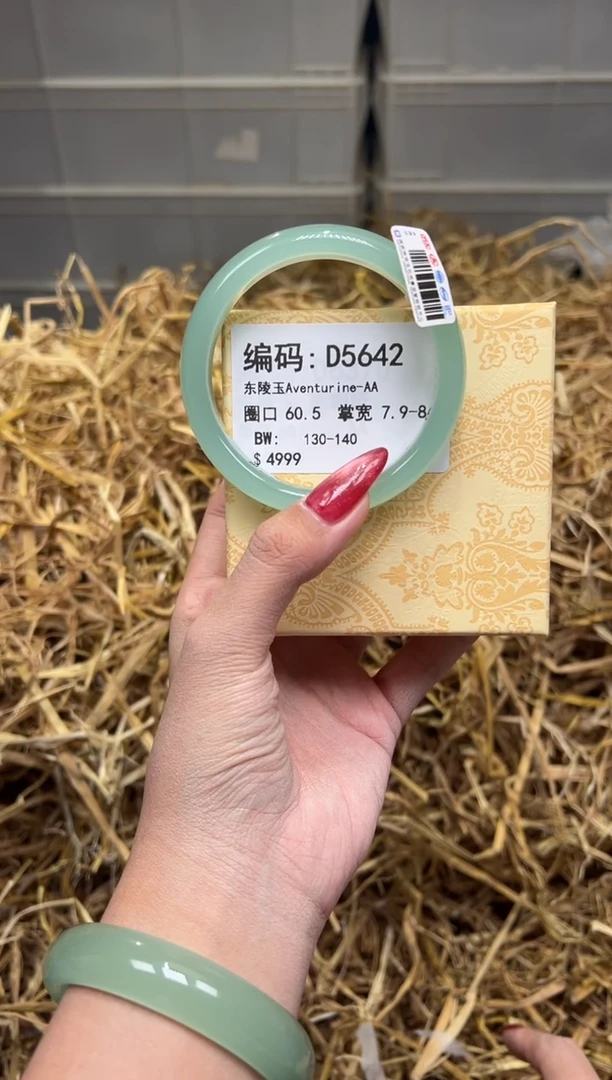 编码: D5642
东陵玉Aventurine-AA
圈口 60.5 掌宽 7.9-8
BW: 130-140
$ 4999